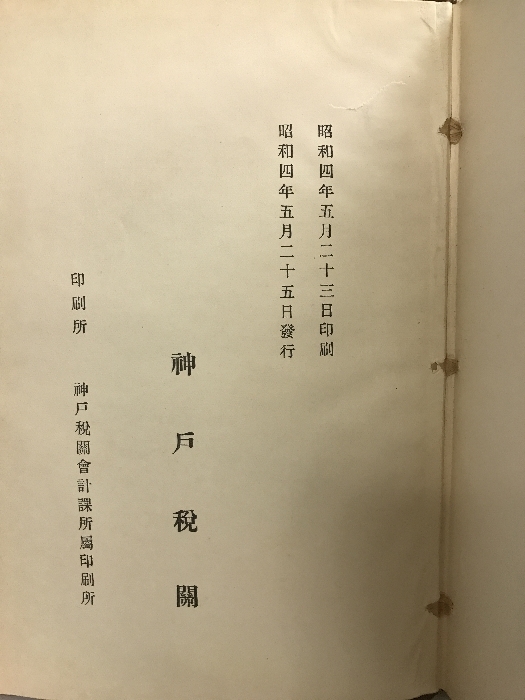 昭和四年五月二十三日印刷
昭和四年五月二十五日發行
神戸稅關
印刷所 神戸稅關會計課所屬印刷所